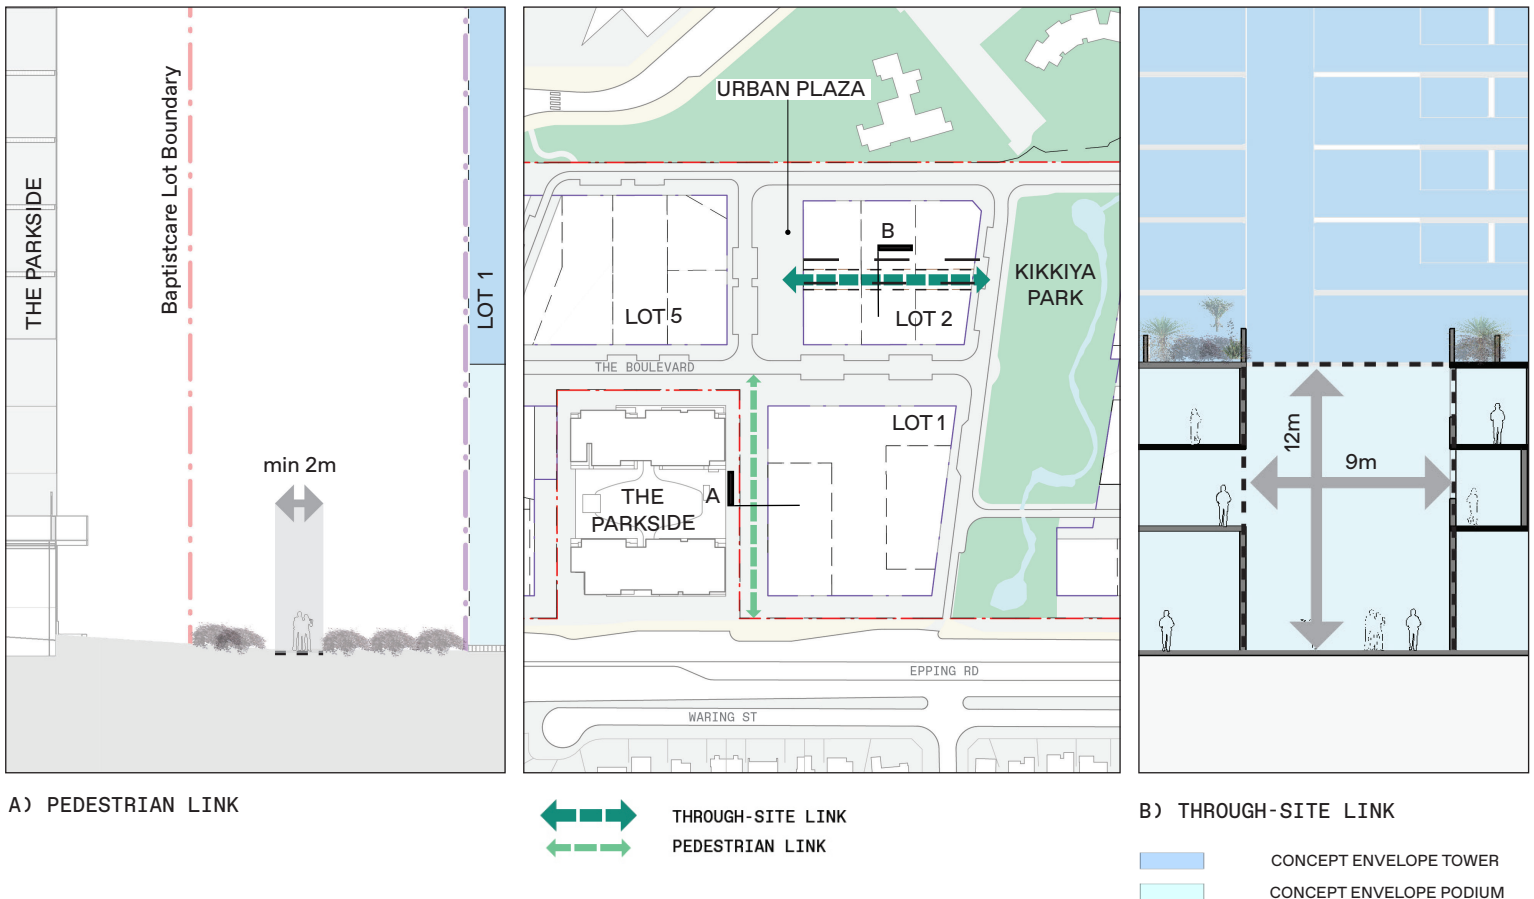 THE PARKSIDE
Baptistcare Lot Boundary
min 2m
LOT 1
A) PEDESTRIAN LINK
URBAN PLAZA
B
KIKKIYA
PARK
LOT 5
LOT 2
THE BOULEVARD
LOT 1
THE
PARKSIDE
A
EPPING RD
WARING ST
THROUGH-SITE LINK
PEDESTRIAN LINK
12m
9m
B) THROUGH-SITE LINK
CONCEPT ENVELOPE TOWER
CONCEPT ENVELOPE PODIUM